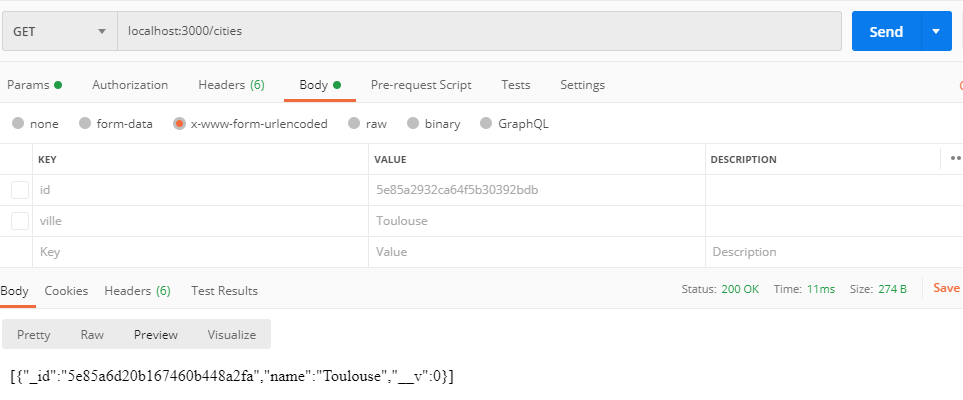 GET localhost:3000/cities Send
Params Authorization Headers (6) Body Pre-request Script Tests Settings
none form-data x-www-form-urlencoded raw binary GraphQL
KEY VALUE DESCRIPTION
id 5e85a2932ca64f5b30392bdb
ville Toulouse
Key Value Description
Body Cookies Headers (6) Test Results Status: 200 OK Time: 11ms Size: 274 B Save
Pretty Raw Preview Visualize
[{"_id":"5e85a6d20b167460b448a2fa","name":"Toulouse","__v":0}]